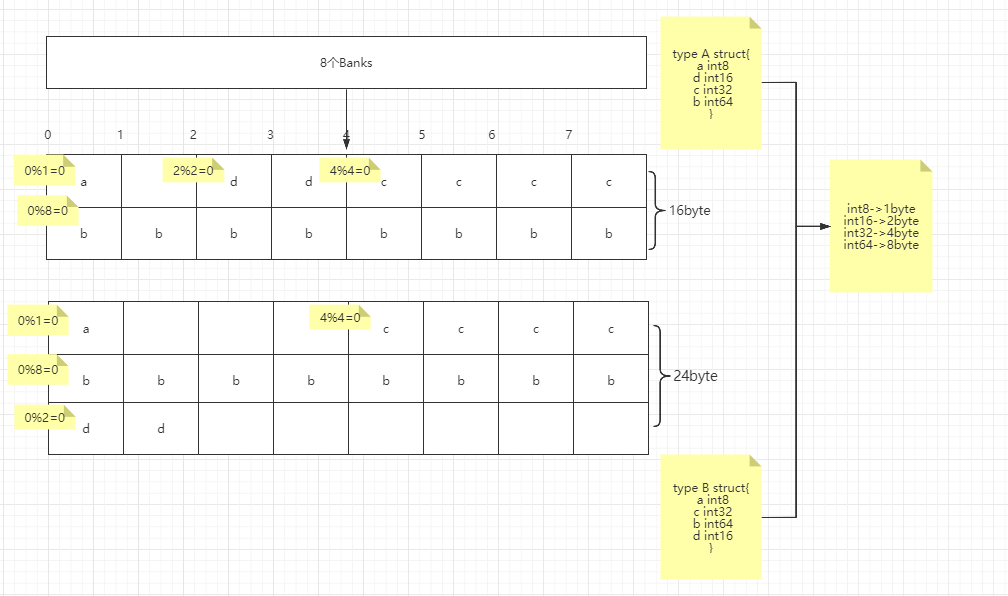 8个Banks
type A struct{
a int8
d int16
c int32
b int64
}
0 1 2 3 4 5 6 7
0%1=0 a 2%2=0 d d 4%4=0 c c c c
0%8=0 b b b b b b b b
16byte
int8->1byte
int16->2byte
int32->4byte
int64->8byte
0%1=0 a 4%4=0 c c c c
0%8=0 b b b b b b b b
0%2=0 d d
24byte
type B struct{
a int8
c int32
b int64
d int16
}